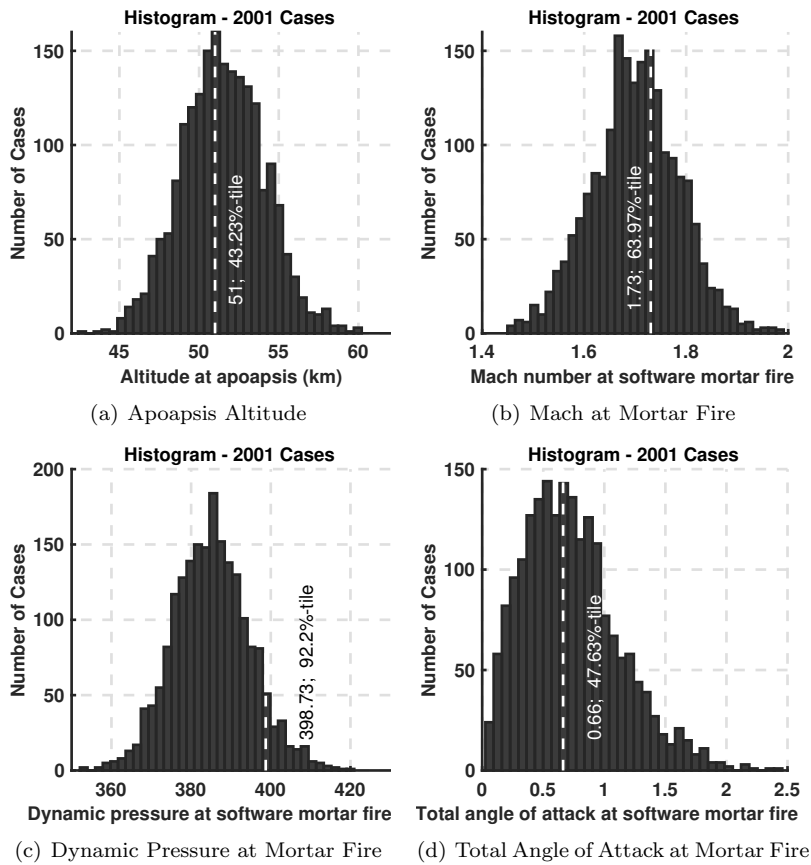 Histogram - 2001 Cases
150
100
50
0
Number of Cases
51; 43.23%-tile
45
50
55
60
Altitude at apoapsis (km)
(a) Apoapsis Altitude
Histogram - 2001 Cases
150
100
50
0
Number of Cases
1.73; 63.97%-tile
1.4
1.6
1.8
2
Mach number at software mortar fire
(b) Mach at Mortar Fire
Histogram - 2001 Cases
200
150
100
50
0
Number of Cases
398.73; 92.2%-tile
360
380
400
420
Dynamic pressure at software mortar fire
(c) Dynamic Pressure at Mortar Fire
Histogram - 2001 Cases
150
100
50
0
Number of Cases
0.66; 47.63%-tile
0
0.5
1
1.5
2
2.5
Total angle of attack at software mortar fire
(d) Total Angle of Attack at Mortar Fire